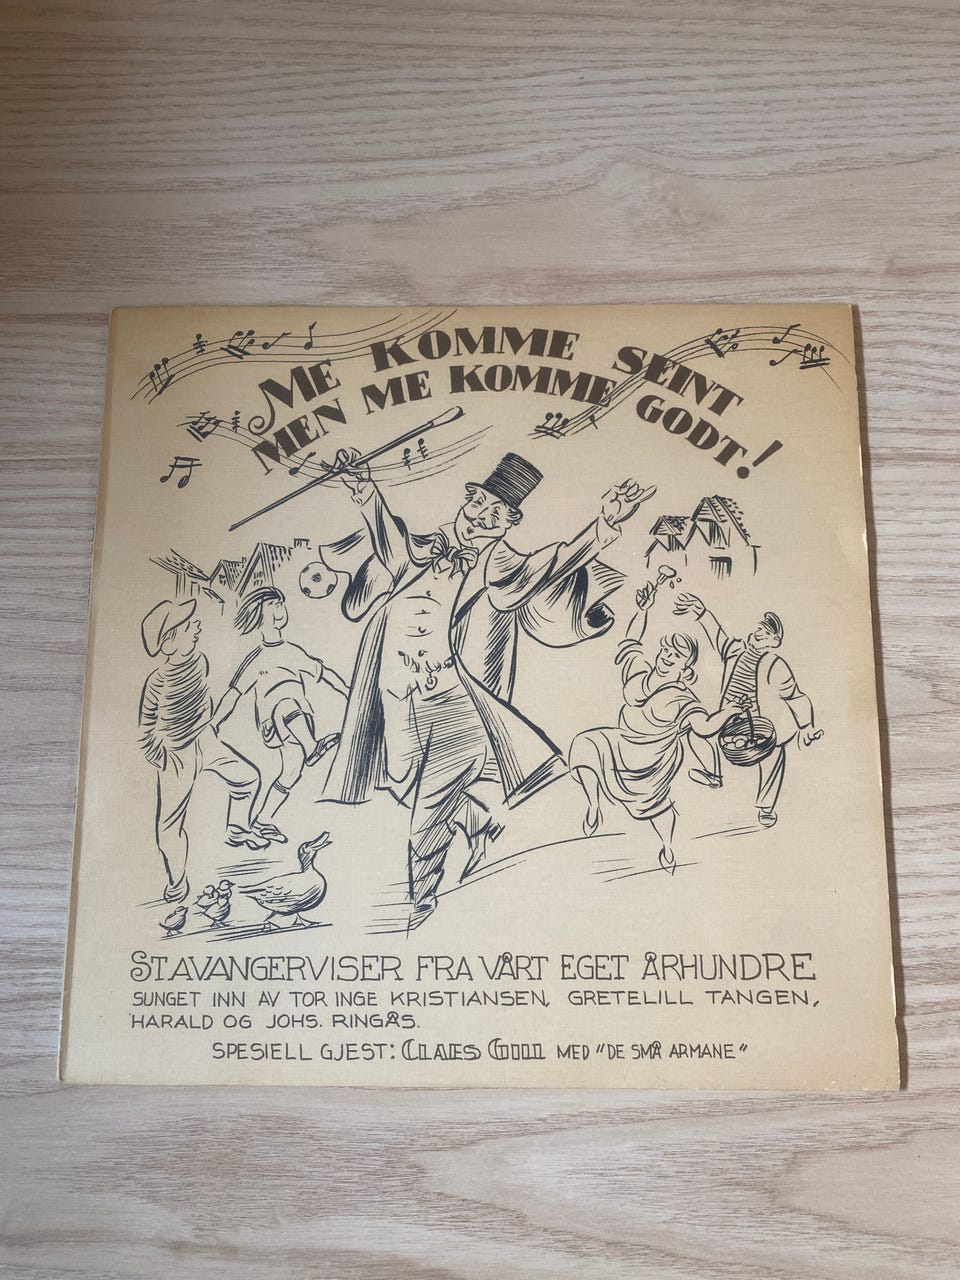 ME KOMME SEINT
MEN ME KOMME GODT!
STAVANGERVISER FRA VÅRT EGET ÅRHUNDRE
SUNGET INN AV TOR INGE KRISTIANSEN, GRETELILL TANGEN,
HARALD OG JOHS. RINGÅS.
SPESIELL GJEST: CLAES GILL MED "DE SMÅ ARMANE"